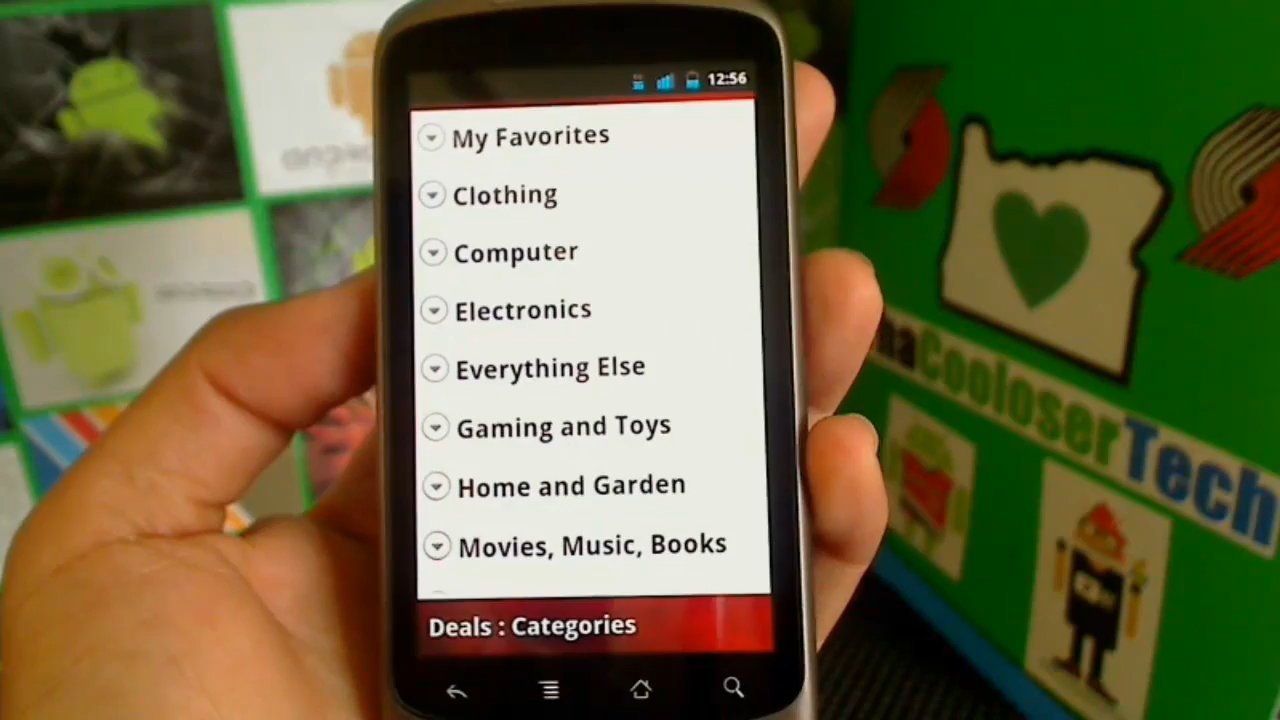 12:56
My Favorites
Clothing
Computer
Electronics
Everything Else
Gaming and Toys
Home and Garden
Movies, Music, Books
Deals : Categories
CooloserTech